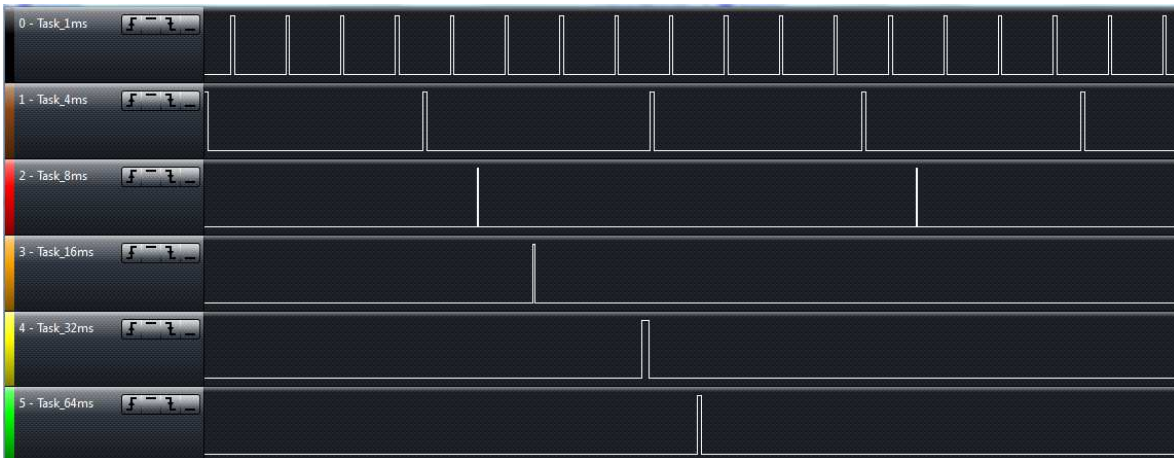 0 - Task_1ms
1 - Task_4ms
2 - Task_8ms
3 - Task_16ms
4 - Task_32ms
5 - Task_64ms